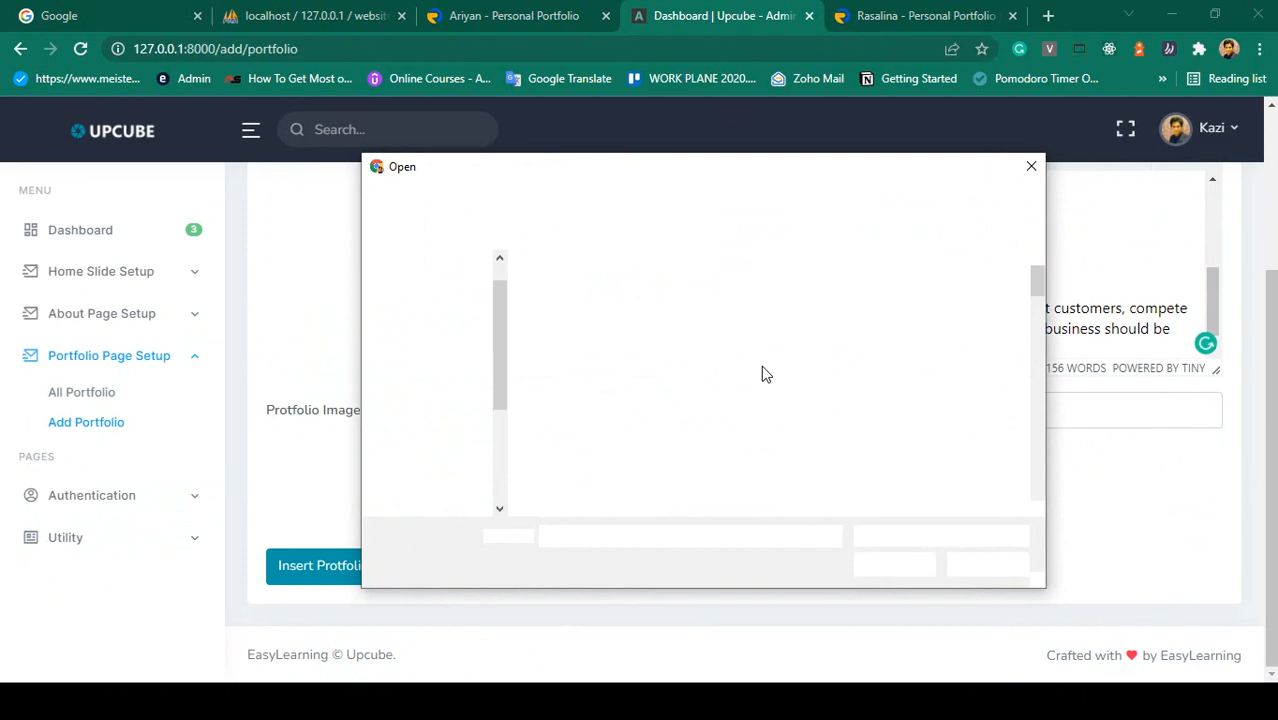 Google
localhost / 127.0.0.1 / website
Ariyan - Personal Portfolio
Dashboard | Upcube - Admin
Rasalina - Personal Portfolio
127.0.0.1:8000/add/portfolio
https://www.meiste...
Admin
How To Get Most o...
Online Courses - A...
Google Translate
WORK PLANE 2020....
Zoho Mail
Getting Started
Pomodoro Timer O...
»
Reading list
UPCUBE
Search...
Kazi
Open
MENU
Dashboard
3
Home Slide Setup
About Page Setup
t customers, compete
business should be
Portfolio Page Setup
156 WORDS POWERED BY TINY
All Portfolio
Protfolio Image
Add Portfolio
PAGES
Authentication
Utility
Insert Protfoli
EasyLearning © Upcube.
Crafted with ❤ by EasyLearning